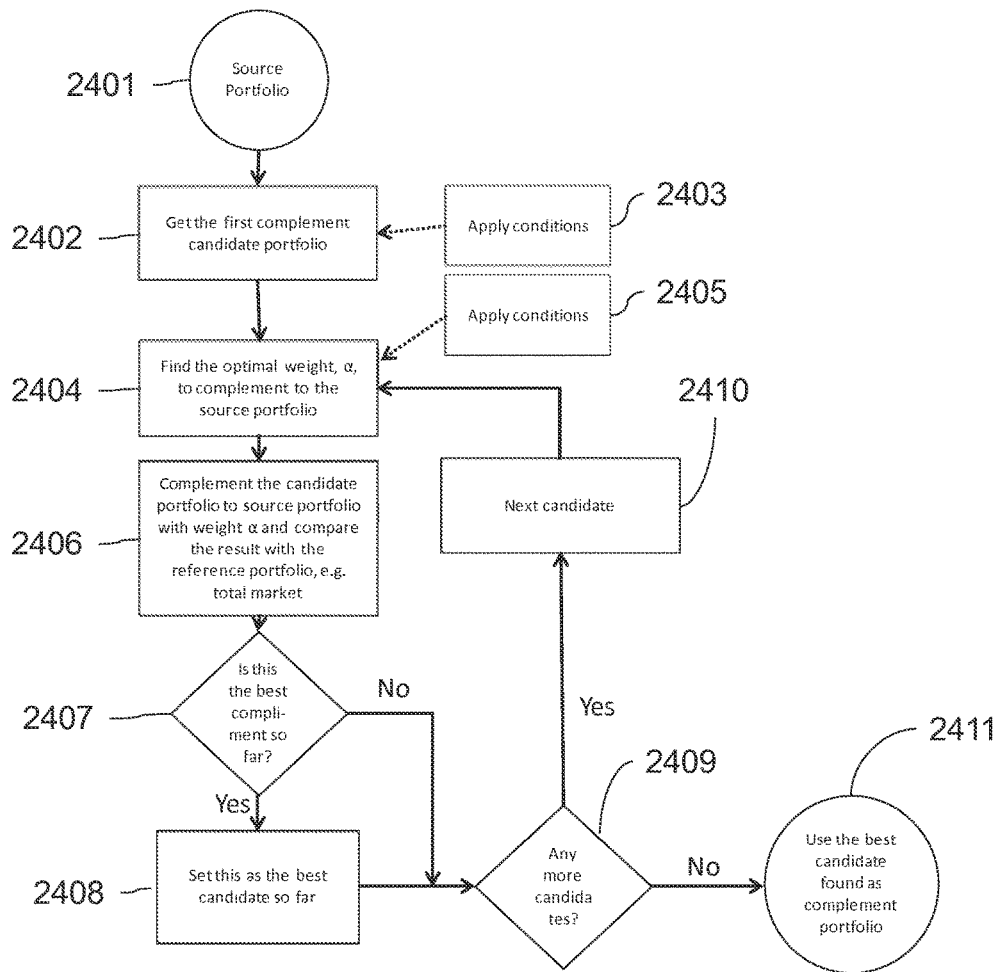 2401
Source
Portfolio
2402
Get the first complement
candidate portfolio
2403
Apply conditions
2405
Apply conditions
2404
Find the optimal weight, α,
to complement to the
source portfolio
2410
Next candidate
2406
Complement the candidate
portfolio to source portfolio
with weight α and compare
the result with the
reference portfolio, e.g.
total market
2407
Is this
the best
compli-
ment so
far?
No
Yes
2408
Set this as the best
candidate so far
2409
Any
more
candida
tes?
Yes
No
2411
Use the best
candidate
found as
complement
portfolio